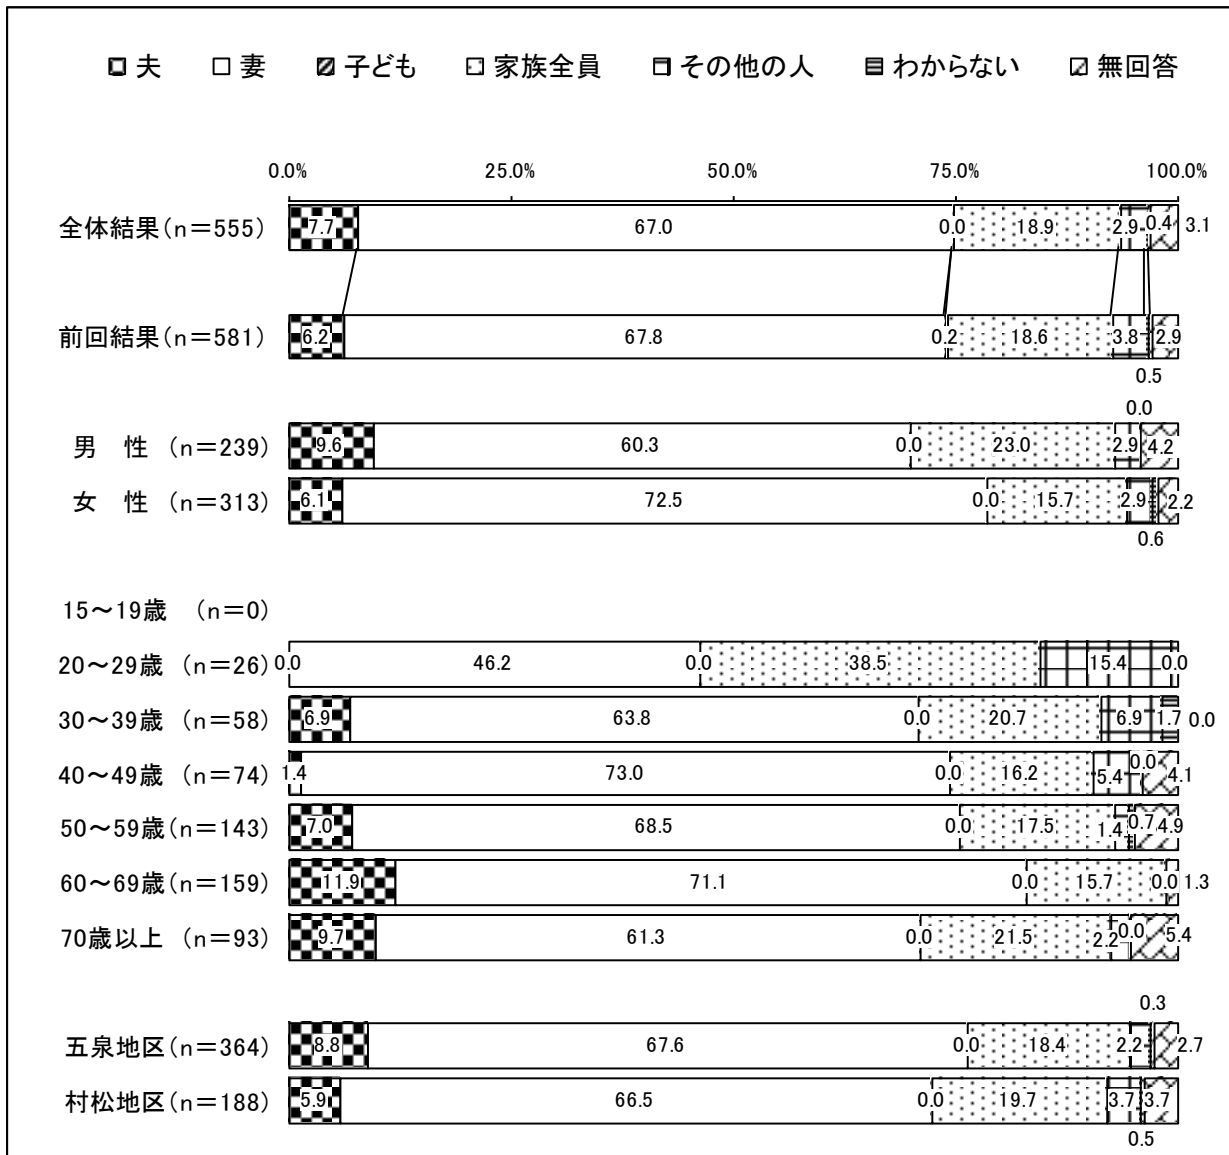 夫 妻 子ども 家族全員 その他の人 わからない 無回答
0.0% 25.0% 50.0% 75.0% 100.0%
全体結果(n=555) 7.7 67.0 0.0 18.9 2.9 0.4 3.1
前回結果(n=581) 6.2 67.8 0.2 18.6 3.8 2.9
0.5
0.0
男 性 (n=239) 9.6 60.3 0.0 23.0 2.9 4.2
女 性 (n=313) 6.1 72.5 0.0 15.7 2.9 2.2
0.6
15～19歳 (n=0)
20～29歳 (n=26) 0.0 46.2 0.0 38.5 15.4 0.0
30～39歳 (n=58) 6.9 63.8 0.0 20.7 6.9 1.7 0.0
40～49歳 (n=74) 1.4 73.0 0.0 16.2 5.4 0.0 4.1
50～59歳(n=143) 7.0 68.5 0.0 17.5 1.4 0.7 4.9
60～69歳(n=159) 11.9 71.1 0.0 15.7 0.0 1.3
70歳以上 (n=93) 9.7 61.3 0.0 21.5 2.2 0.0 5.4
0.3
五泉地区(n=364) 8.8 67.6 0.0 18.4 2.2 2.7
村松地区(n=188) 5.9 66.5 0.0 19.7 3.7 3.7
0.5